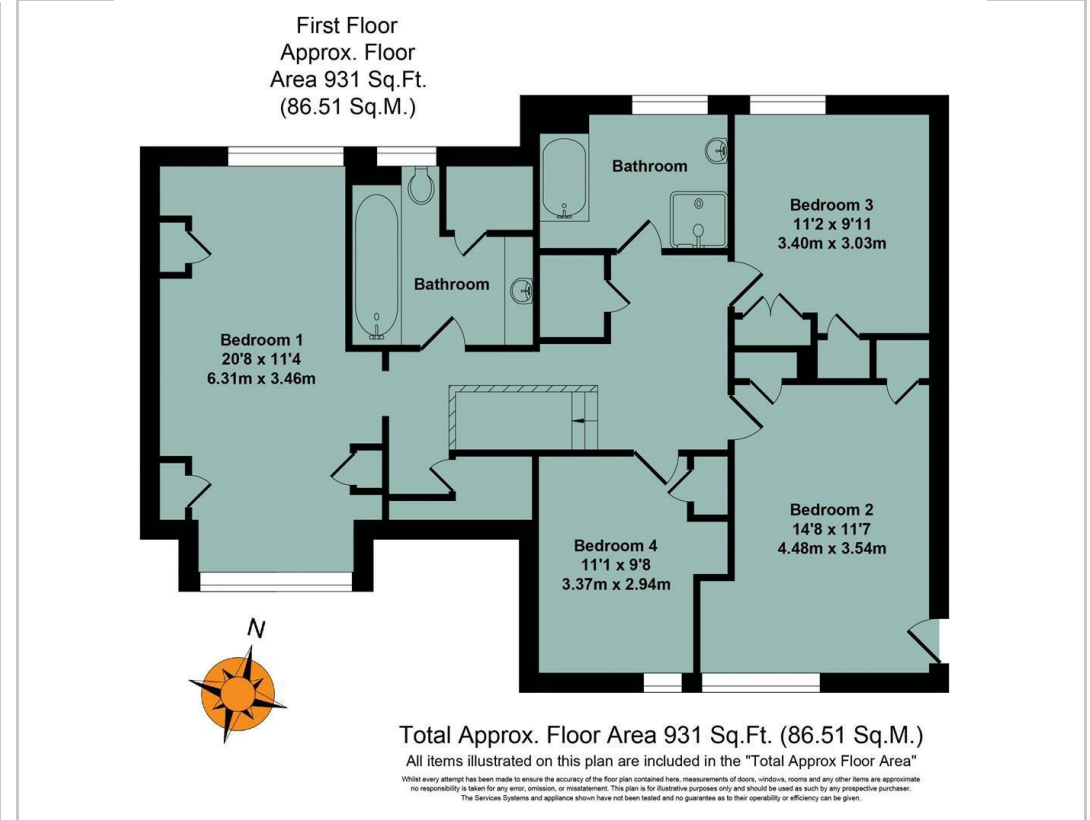 First Floor
Approx. Floor
Area 931 Sq.Ft.
(86.51 Sq.M.)
Bathroom
Bedroom 3
11'2 x 9'11
3.40m x 3.03m
Bathroom
Bedroom 1
20'8 x 11'4
6.31m x 3.46m
Bedroom 2
14'8 x 11'7
4.48m x 3.54m
Bedroom 4
11'1 x 9'8
3.37m x 2.94m
N
Total Approx. Floor Area 931 Sq.Ft. (86.51 Sq.M.)
All items illustrated on this plan are included in the "Total Approx Floor Area"
Whilst every attempt has been made to ensure the accuracy of the floor plan contained here, measurements of doors, windows, rooms and any other items are approximate
no responsibility is taken for any error, omission, or misstatement. This plan is for illustrative purposes only and should be used as such by any prospective purchaser.
The Services Systems and appliance shown have not been tested and no guarantee as to their operability or efficiency can be given.